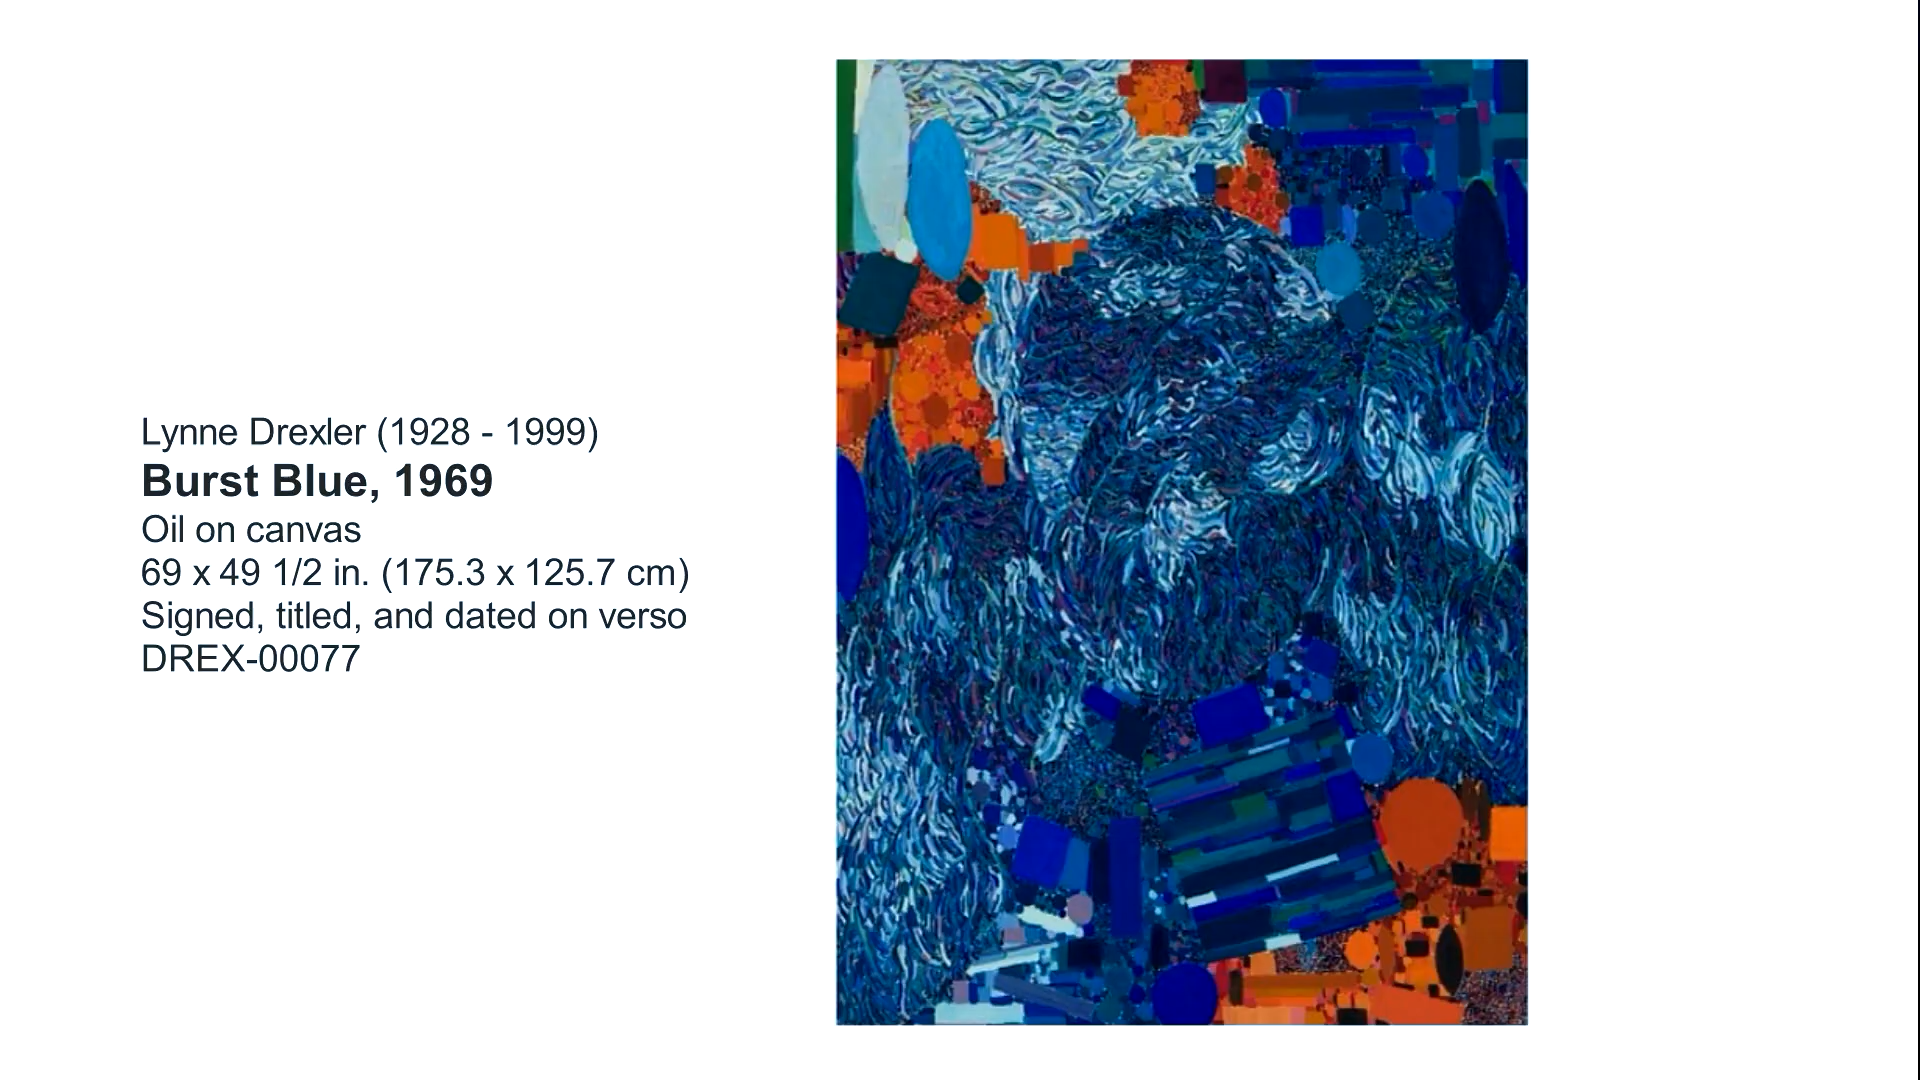 Lynne Drexler (1928 - 1999)
Burst Blue, 1969
Oil on canvas
69 x 49 1/2 in. (175.3 x 125.7 cm)
Signed, titled, and dated on verso
DREX-00077